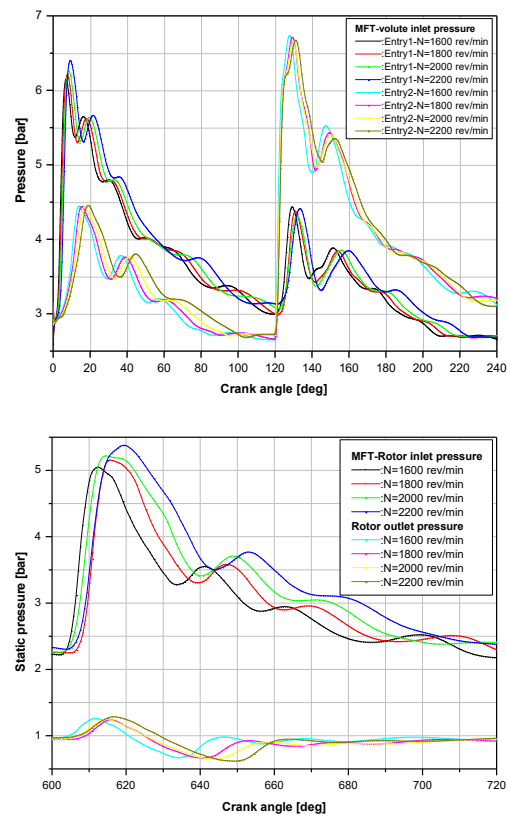 7
6
5
4
3
Pressure [bar]
MFT-volute inlet pressure
:Entry1-N=1600 rev/min
:Entry1-N=1800 rev/min
:Entry1-N=2000 rev/min
:Entry1-N=2200 rev/min
:Entry2-N=1600 rev/min
:Entry2-N=1800 rev/min
:Entry2-N=2000 rev/min
:Entry2-N=2200 rev/min
0 20 40 60 80 100 120 140 160 180 200 220 240
Crank angle [deg]
5
4
3
2
1
Static pressure [bar]
MFT-Rotor inlet pressure
:N=1600 rev/min
:N=1800 rev/min
:N=2000 rev/min
:N=2200 rev/min
Rotor outlet pressure
:N=1600 rev/min
:N=1800 rev/min
:N=2000 rev/min
:N=2200 rev/min
600 620 640 660 680 700 720
Crank angle [deg]